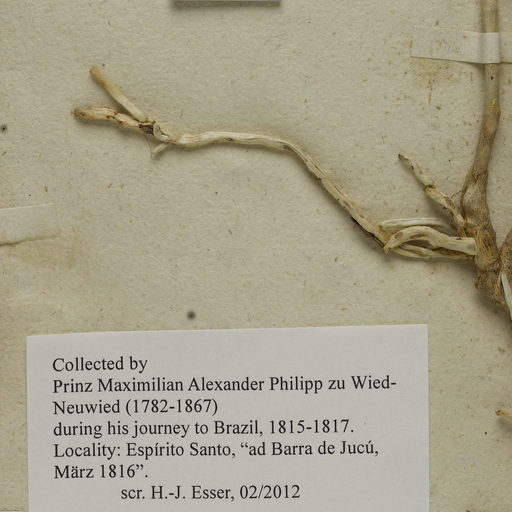 Collected by
Prinz Maximilian Alexander Philipp zu Wied-
Neuwied (1782-1867)
during his journey to Brazil, 1815-1817.
Locality: Espírito Santo, “ad Barra de Jucú,
März 1816”.
scr. H.-J. Esser, 02/2012